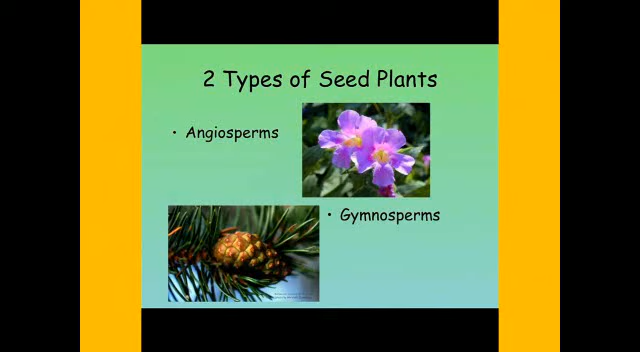 2 Types of Seed Plants
• Angiosperms
• Gymnosperms